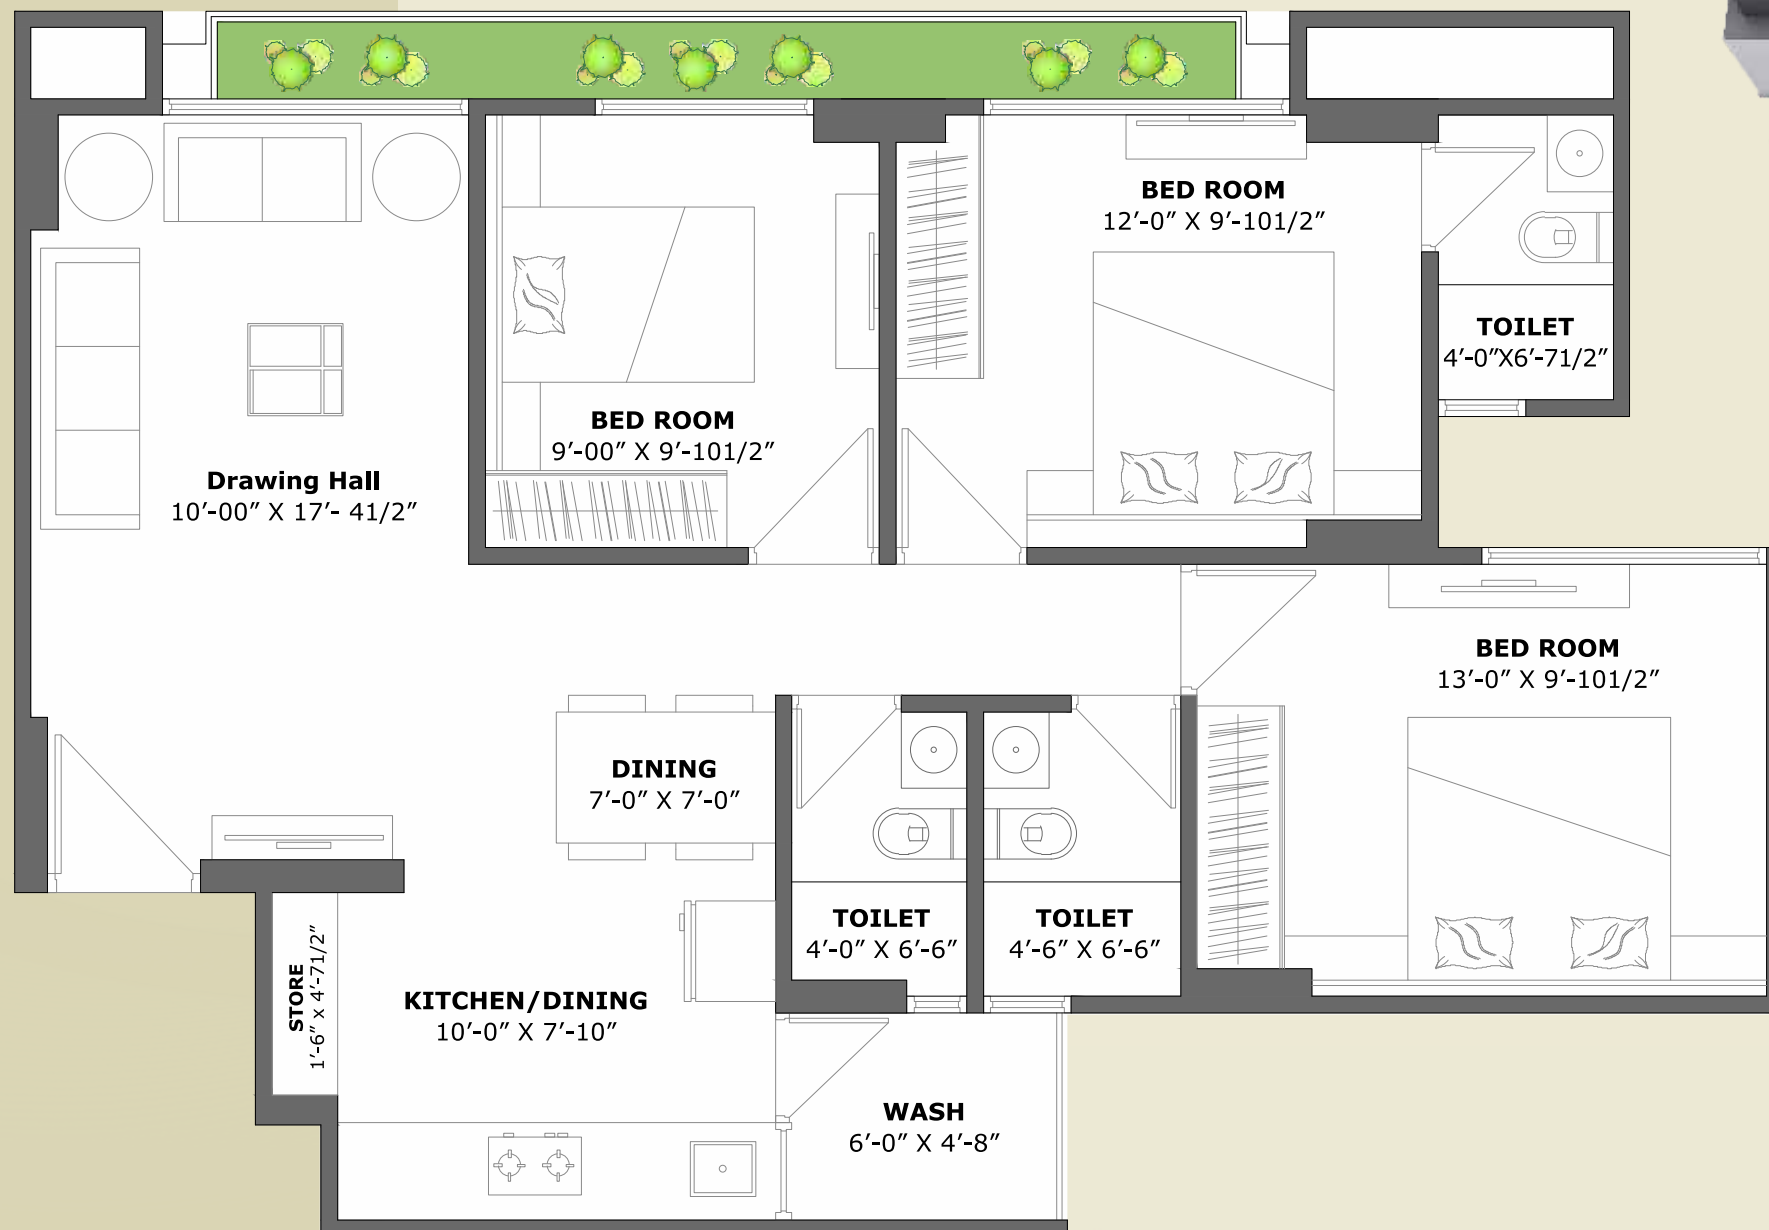 BED ROOM
12′-0″ X 9′-101/2″
TOILET
4′-0″X6′-71/2″
BED ROOM
9′-00″ X 9′-101/2″
Drawing Hall
10′-00″ X 17′- 41/2″
BED ROOM
13′-0″ X 9′-101/2″
DINING
7′-0″ X 7′-0″
TOILET
4′-0″ X 6′-6″
TOILET
4′-6″ X 6′-6″
STORE
1′-6″ x 4′-71/2″
KITCHEN/DINING
10′-0″ X 7′-10″
WASH
6′-0″ X 4′-8″